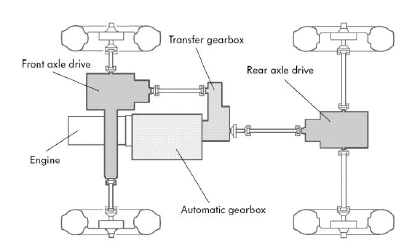 Transfer gearbox
Front axle drive
Rear axle drive
Engine
Automatic gearbox